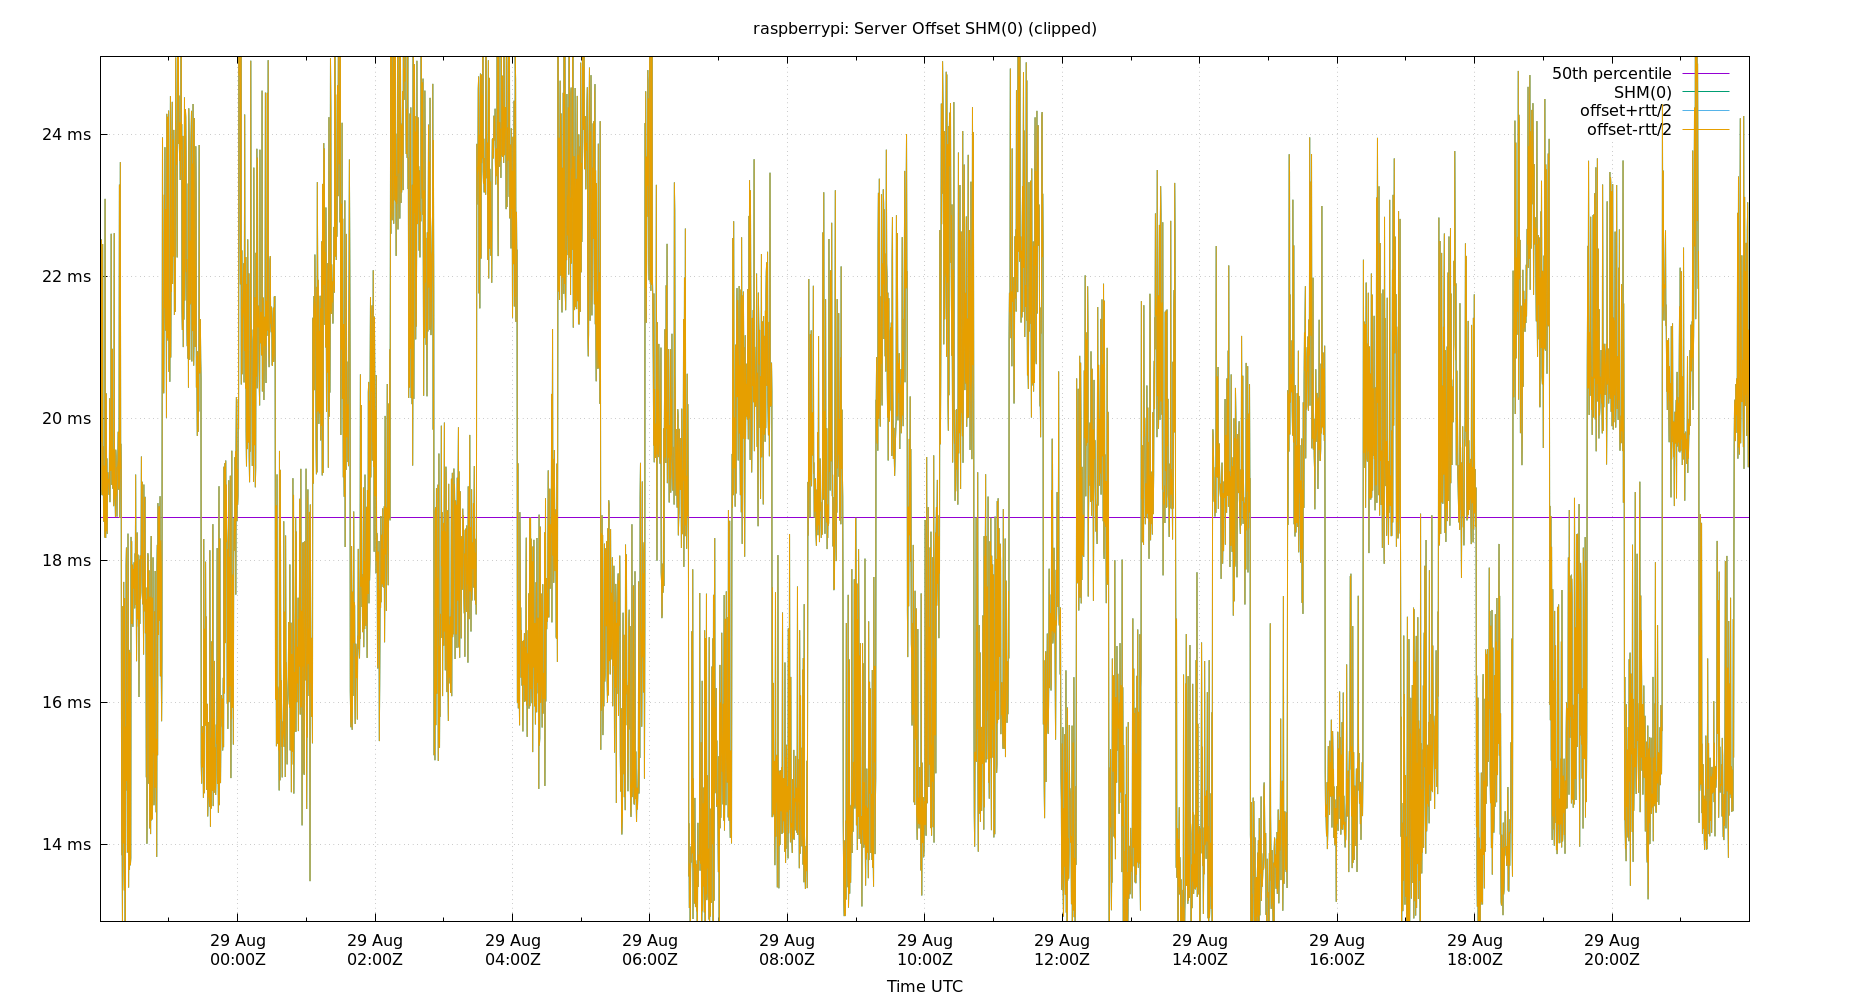 raspberrypi: Server Offset SHM(0) (clipped)
50th percentile
SHM(0)
offset+rtt/2
offset-rtt/2
24 ms
22 ms
20 ms
18 ms
16 ms
14 ms
29 Aug 29 Aug 29 Aug 29 Aug 29 Aug 29 Aug 29 Aug 29 Aug 29 Aug 29 Aug 29 Aug
00:00Z 02:00Z 04:00Z 06:00Z 08:00Z 10:00Z 12:00Z 14:00Z 16:00Z 18:00Z 20:00Z
Time UTC